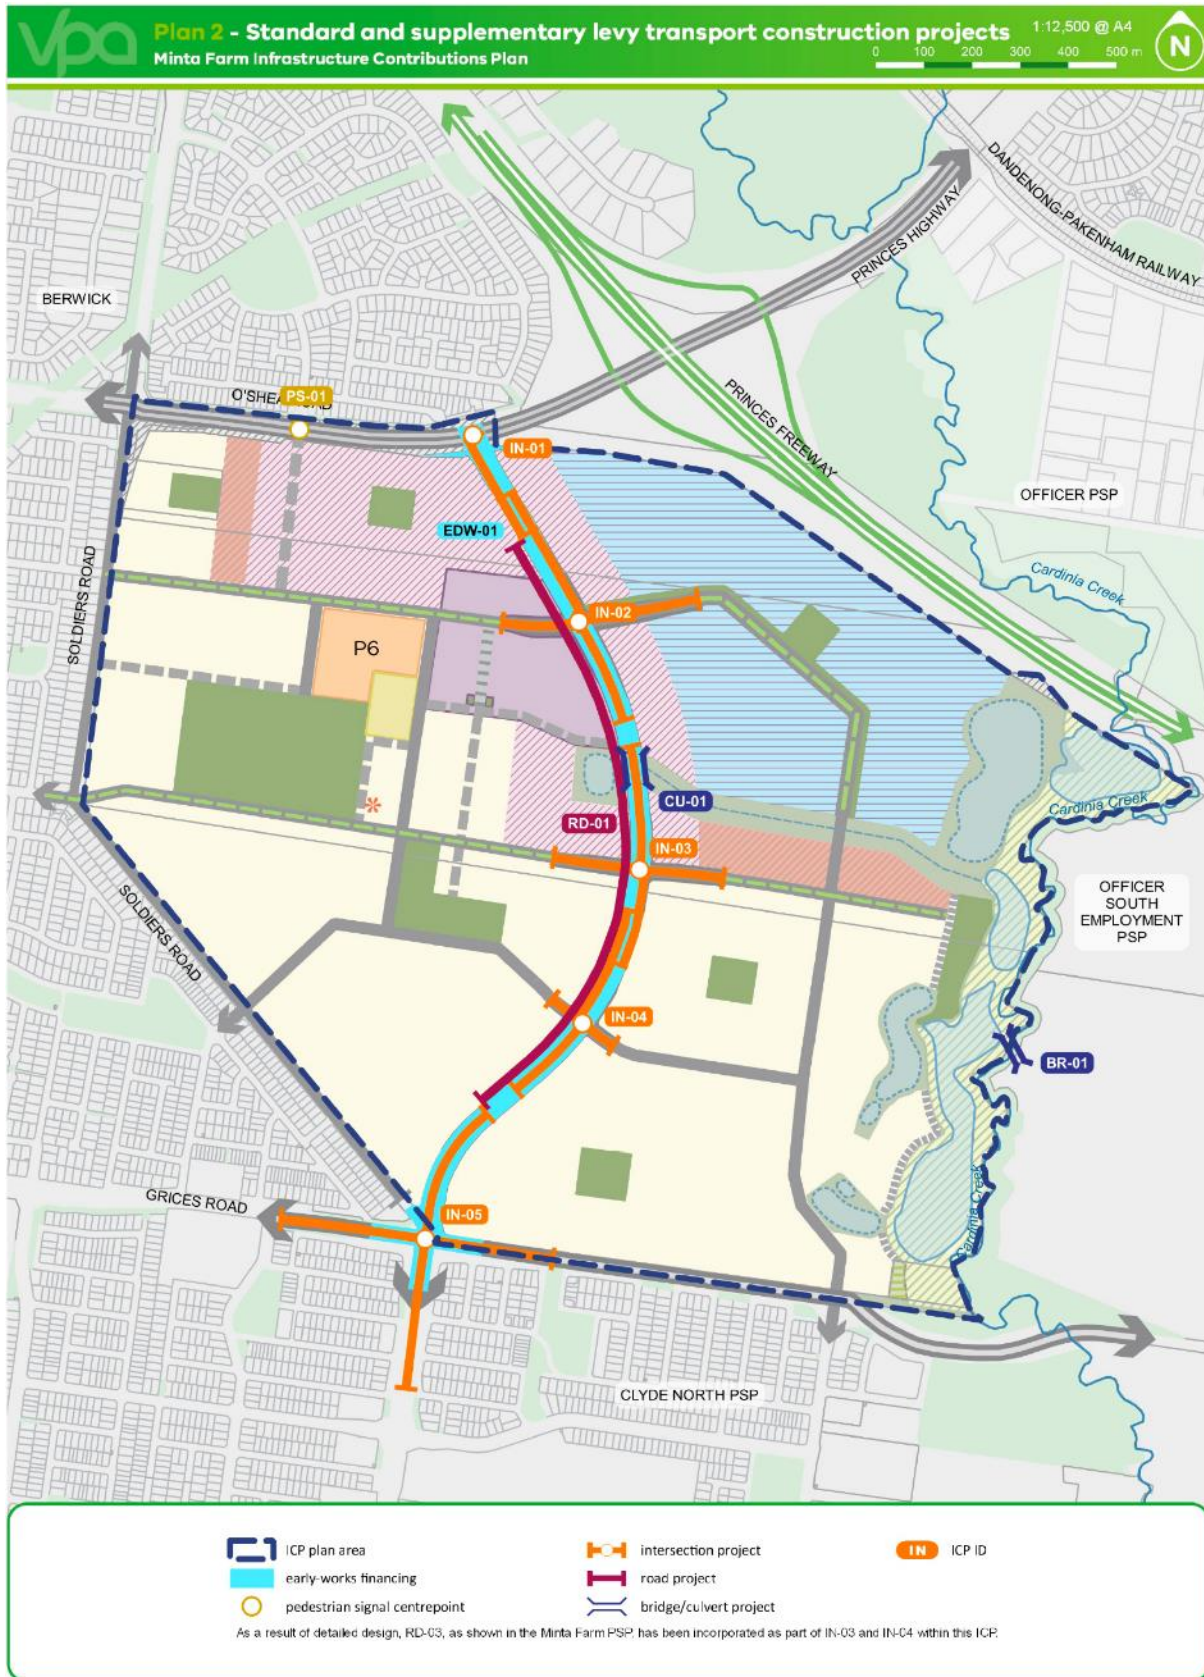 vpa
Plan 2 - Standard and supplementary levy transport construction projects
Minta Farm Infrastructure Contributions Plan
1:12,500 @ A4
0 100 200 300 400 500 m
N
DANDENONG-PAKENHAM RAILWAY
PRINCES HIGHWAY
BERWICK
PS-01
IN-01
PRINCES FREEWAY
OFFICER PSP
EDW-01
Cardinia Creek
SOLDIERS ROAD
IN-02
P6
CU-01
Cardinia Creek
RD-01
IN-03
SOLDIERS ROAD
OFFICER
SOUTH
EMPLOYMENT
PSP
IN-04
BR-01
Cardinia Creek
GRICES ROAD
IN-05
CLYDE NORTH PSP
ICP plan area
early-works financing
pedestrian signal centrepoint
intersection project
road project
bridge/culvert project
IN ICP ID
As a result of detailed design, RD-03, as shown in the Minta Farm PSP, has been incorporated as part of IN-03 and IN-04 within this ICP.